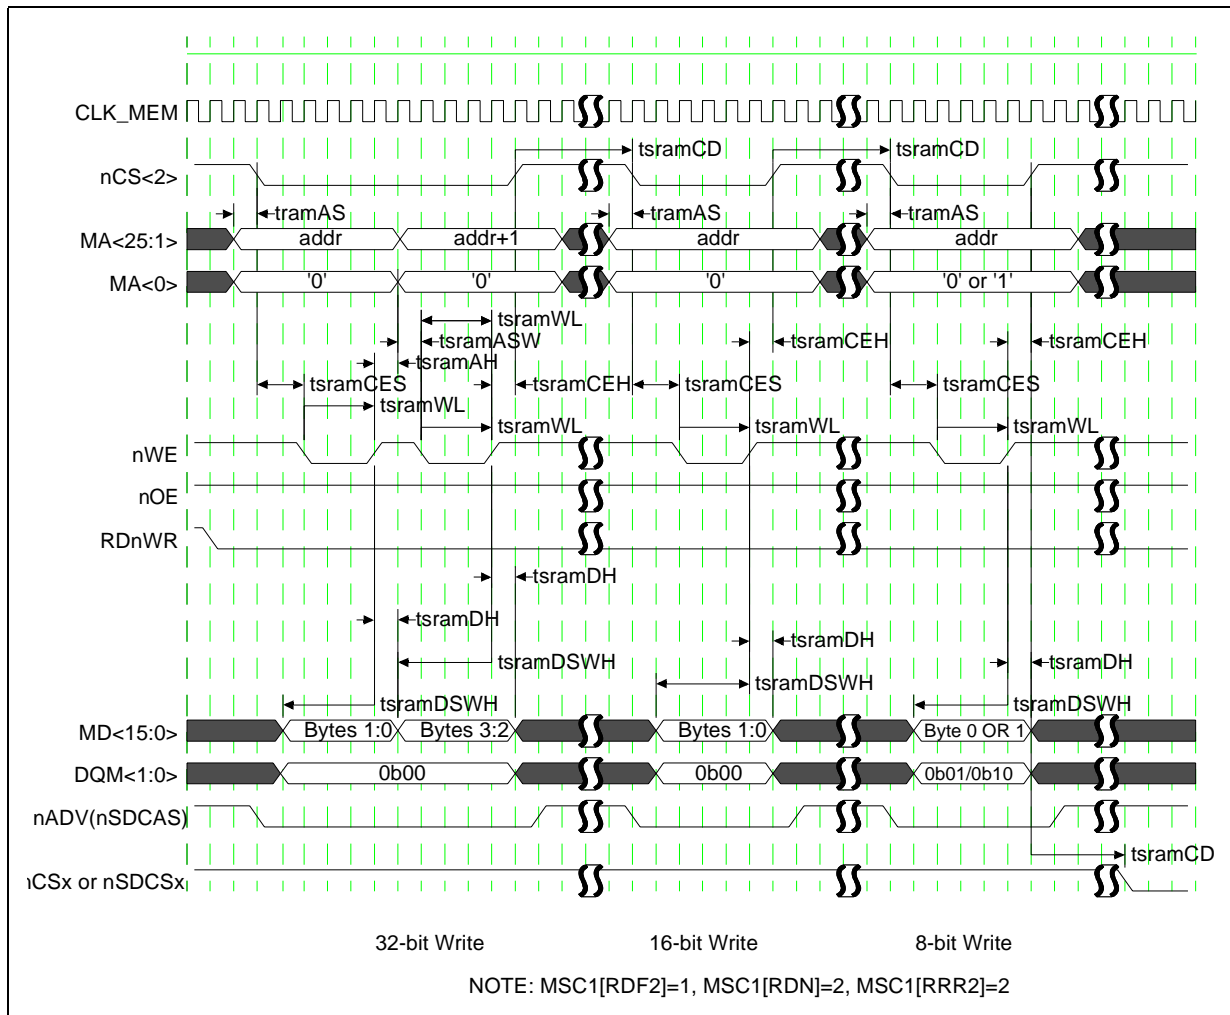 CLK_MEM
tsramCD tsramCD
nCS<2>
tramAS tramAS tramAS
MA<25:1> addr addr+1 addr addr
MA<0> '0' '0' '0' '0' or '1'
tsramWL
tsramASW tsramCEH tsramCEH
tsramAH
tsramCES tsramCEH tsramCES tsramCES
tsramWL
tsramWL tsramWL tsramWL
nWE
nOE
RDnWR
tsramDH
tsramDH
tsramDH tsramDH
tsramDSWH
tsramDSWH
tsramDSWH tsramDSWH
MD<15:0> Bytes 1:0 Bytes 3:2 Bytes 1:0 Byte 0 OR 1
DQM<1:0> 0b00 0b00 0b01/0b10
nADV(nSDCAS)
tsramCD
nCSx or nSDCSx
32-bit Write 16-bit Write 8-bit Write
NOTE: MSC1[RDF2]=1, MSC1[RDN]=2, MSC1[RRR2]=2